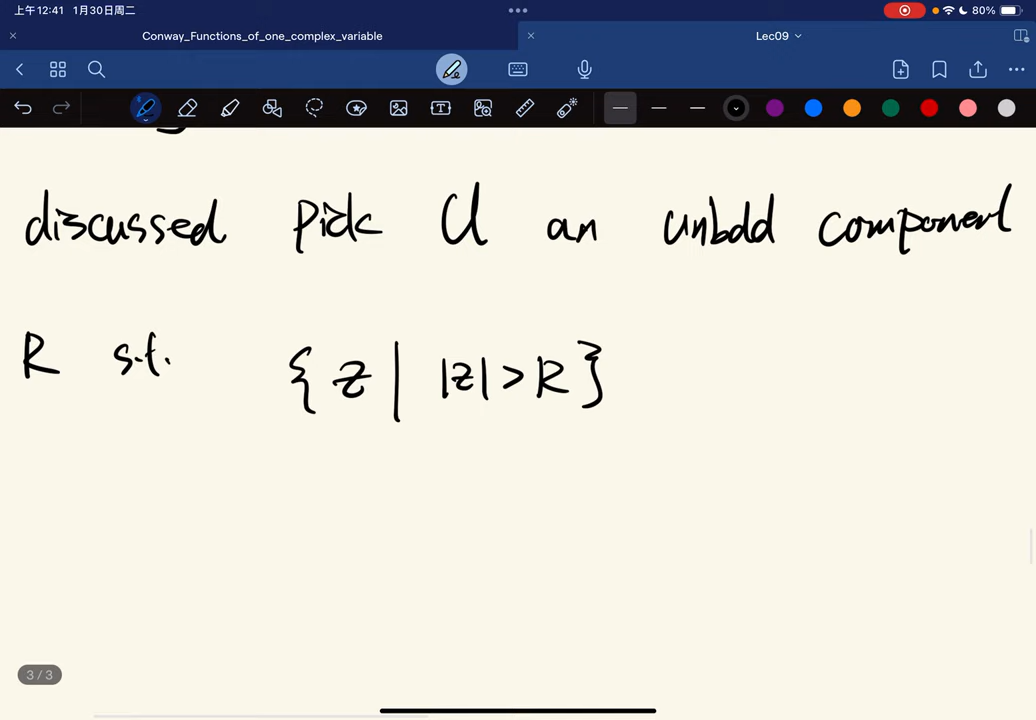 上午12:41 1月30日周二
80%
Conway_Functions_of_one_complex_variable
Lec09
discussed Pick U an unbdd component
R s.t. { z | |z| > R }
3 / 3